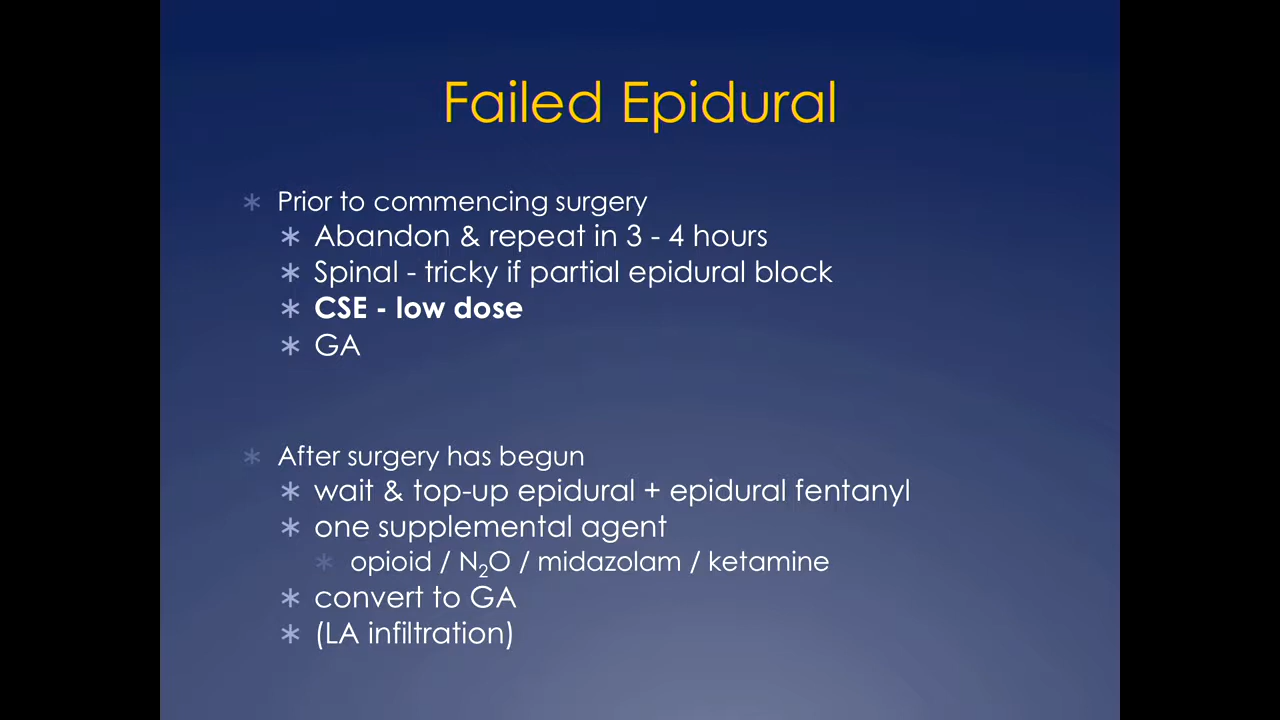 Failed Epidural
Prior to commencing surgery
Abandon & repeat in 3 - 4 hours
Spinal - tricky if partial epidural block
CSE - low dose
GA
After surgery has begun
wait & top-up epidural + epidural fentanyl
one supplemental agent
opioid / N₂O / midazolam / ketamine
convert to GA
(LA infiltration)